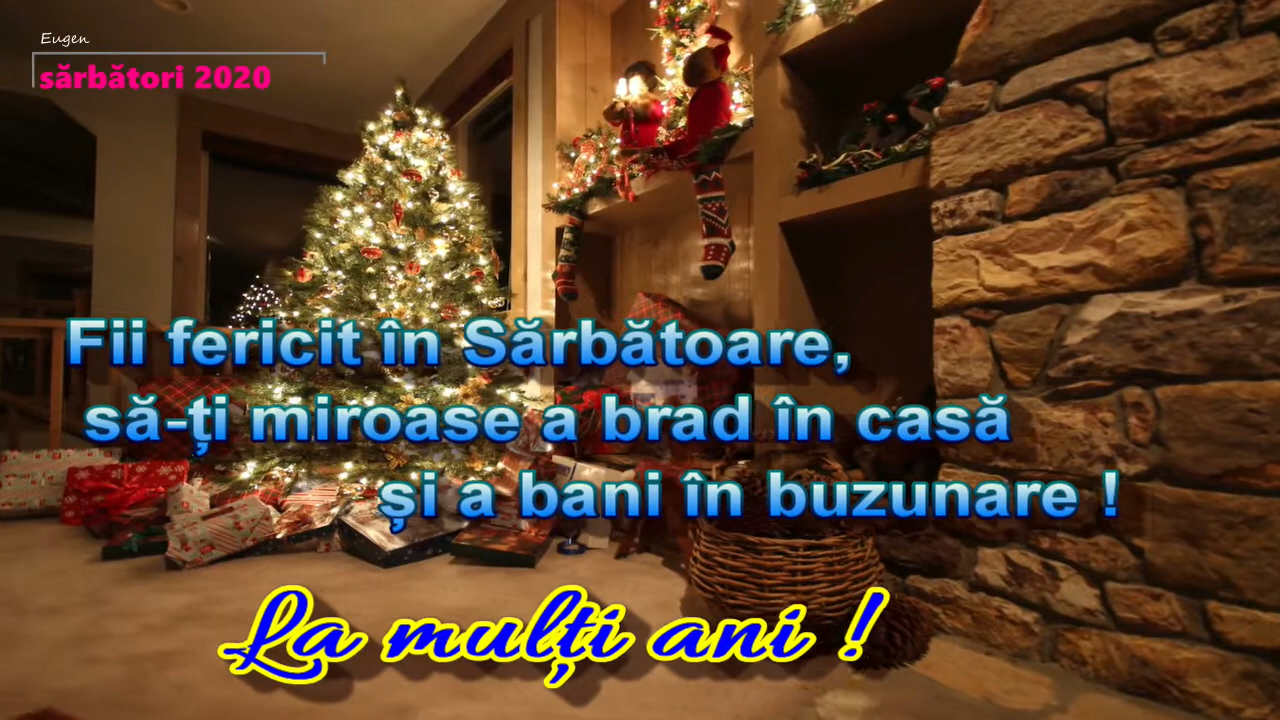 Eugen
sărbători 2020
Fii fericit în Sărbătoare,
să-ți miroase a brad în casă
și a bani în buzunare !
La mulți ani !